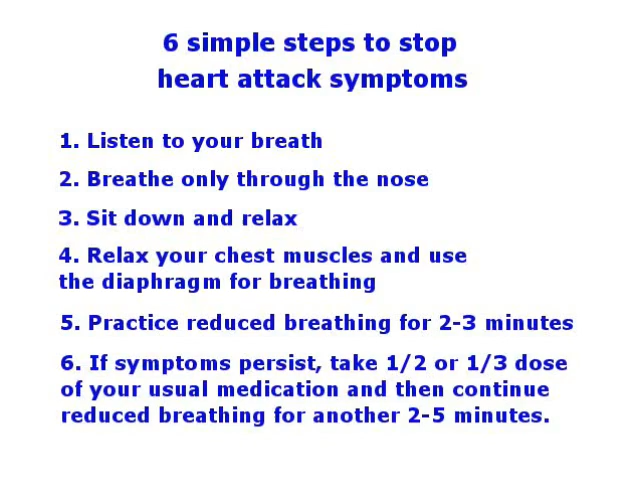 6 simple steps to stop
heart attack symptoms
1. Listen to your breath
2. Breathe only through the nose
3. Sit down and relax
4. Relax your chest muscles and use
the diaphragm for breathing
5. Practice reduced breathing for 2-3 minutes
6. If symptoms persist, take 1/2 or 1/3 dose
of your usual medication and then continue
reduced breathing for another 2-5 minutes.